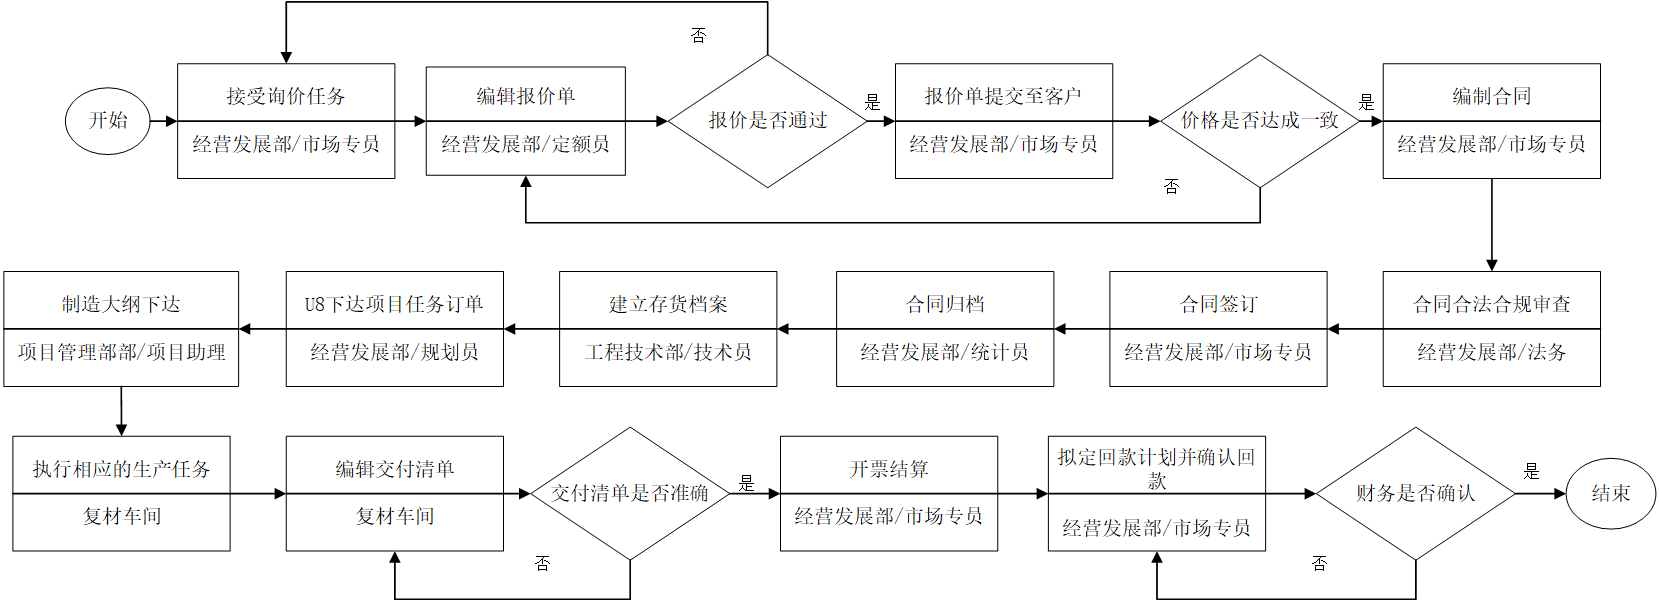 否
开始
接受询价任务
经营发展部/市场专员
编辑报价单
经营发展部/定额员
报价是否通过
是
报价单提交至客户
经营发展部/市场专员
价格是否达成一致
是
编制合同
经营发展部/市场专员
否
制造大纲下达
项目管理部部/项目助理
U8下达项目任务订单
经营发展部/规划员
建立存货档案
工程技术部/技术员
合同归档
经营发展部/统计员
合同签订
经营发展部/市场专员
合同合法合规审查
经营发展部/法务
执行相应的生产任务
复材车间
编辑交付清单
复材车间
交付清单是否准确
是
否
开票结算
经营发展部/市场专员
拟定回款计划并确认回
款
经营发展部/市场专员
财务是否确认
是
否
结束